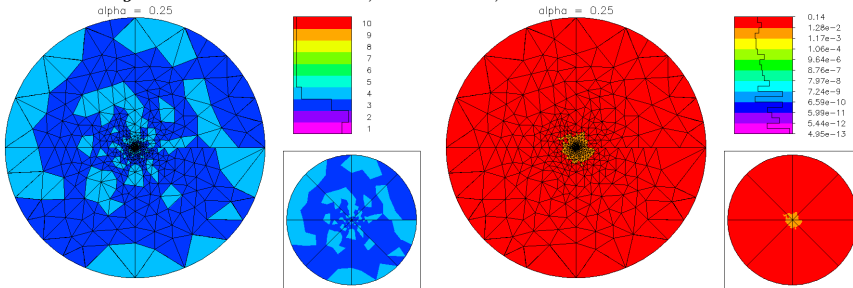 alpha = 0.25
10
9
8
7
6
5
4
3
2
1
alpha = 0.25
0.14
1.28e-2
1.17e-3
1.06e-4
9.64e-6
8.76e-7
7.97e-8
7.24e-9
6.59e-10
5.99e-11
5.44e-12
4.95e-13